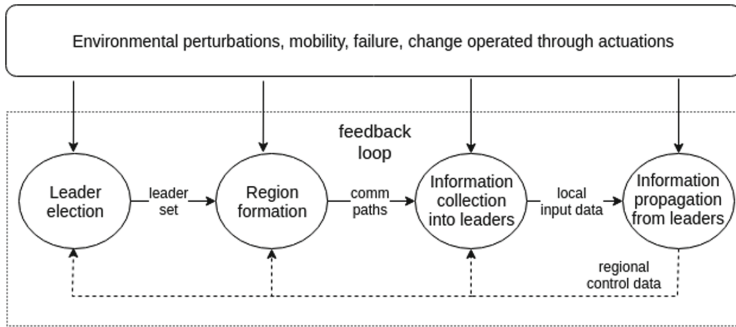 Environmental perturbations, mobility, failure, change operated through actuations
feedback
loop
Leader
election
leader
set
Region
formation
comm
paths
Information
collection
into leaders
local
input data
Information
propagation
from leaders
regional
control data